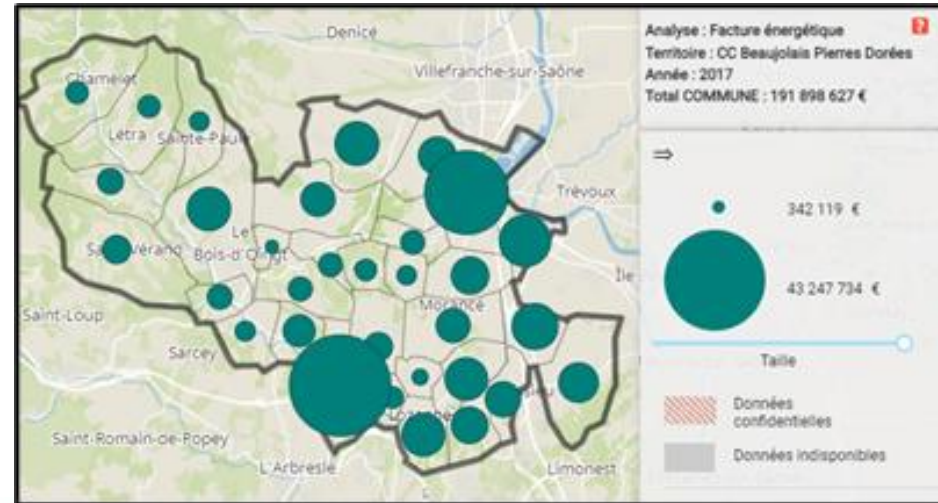 Denicé
Villefranche-sur-Saône
Chamelet
Létra
Sainte-Paule
Trévoux
Le
Bois-d'Oingt
Île
Morancé
Saint-Loup
Sarcey
Saint-Romain-de-Popey
L'Arbresle
Limonest
Analyse : Facture énergétique
Territoire : CC Beaujolais Pierres Dorées
Année : 2017
Total COMMUNE : 191 898 627 €
?
⇒
342 119 €
43 247 734 €
Taille
Données
confidentielles
Données indisponibles